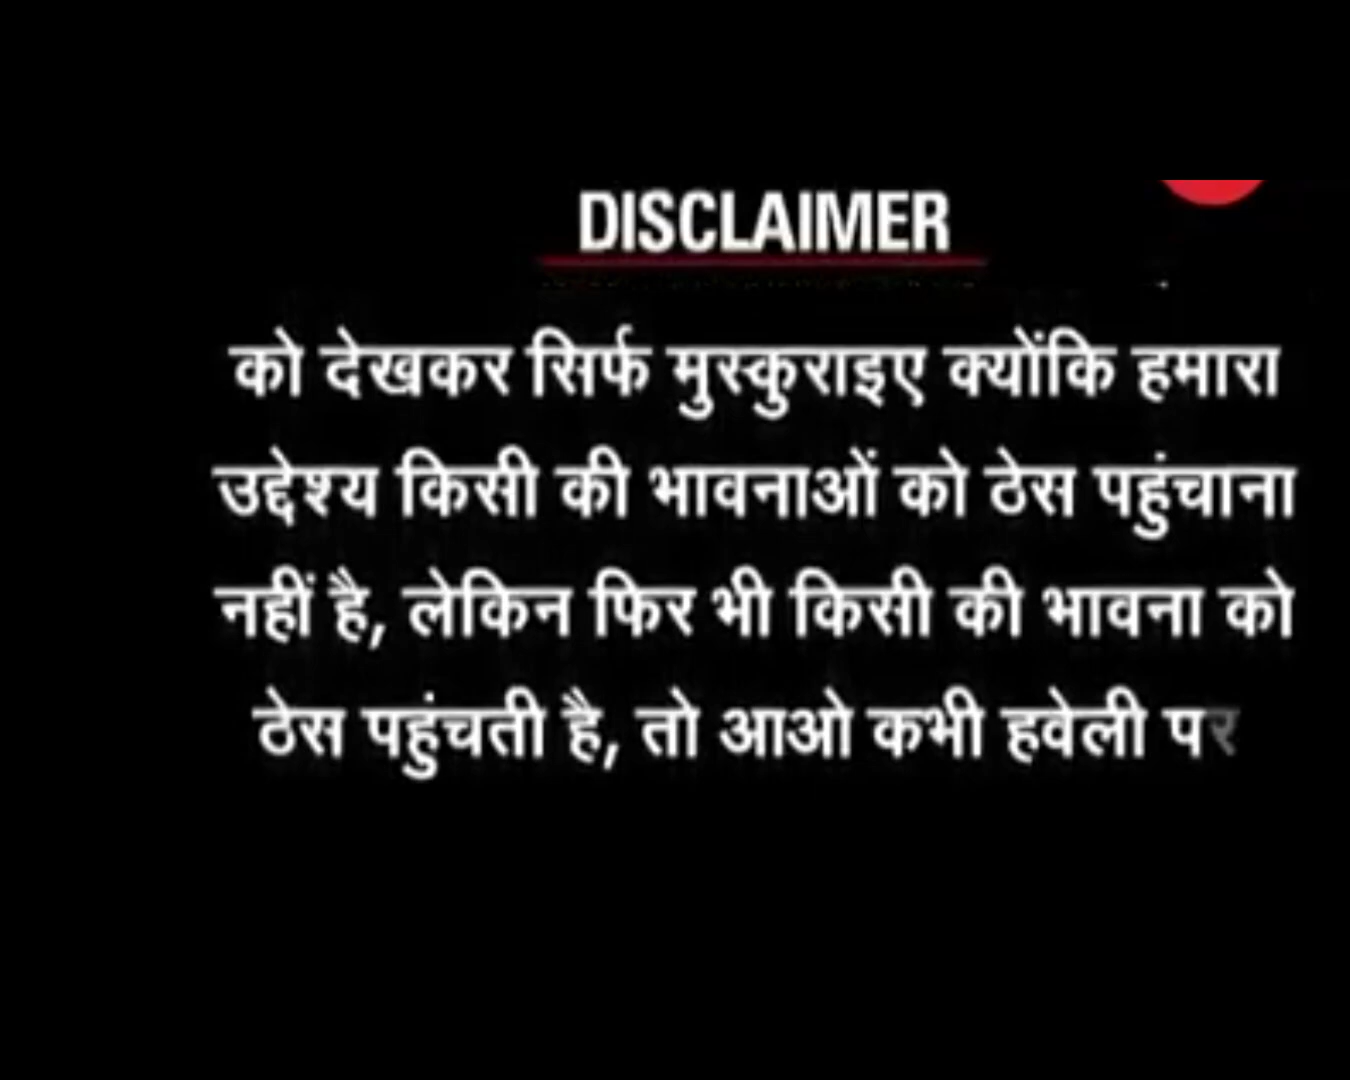 DISCLAIMER
को देखकर सिर्फ मुस्कुराइए क्योंकि हमारा
उद्देश्य किसी की भावनाओं को ठेस पहुंचाना
नहीं है, लेकिन फिर भी किसी की भावना को
ठेस पहुंचती है, तो आओ कभी हवेली पर